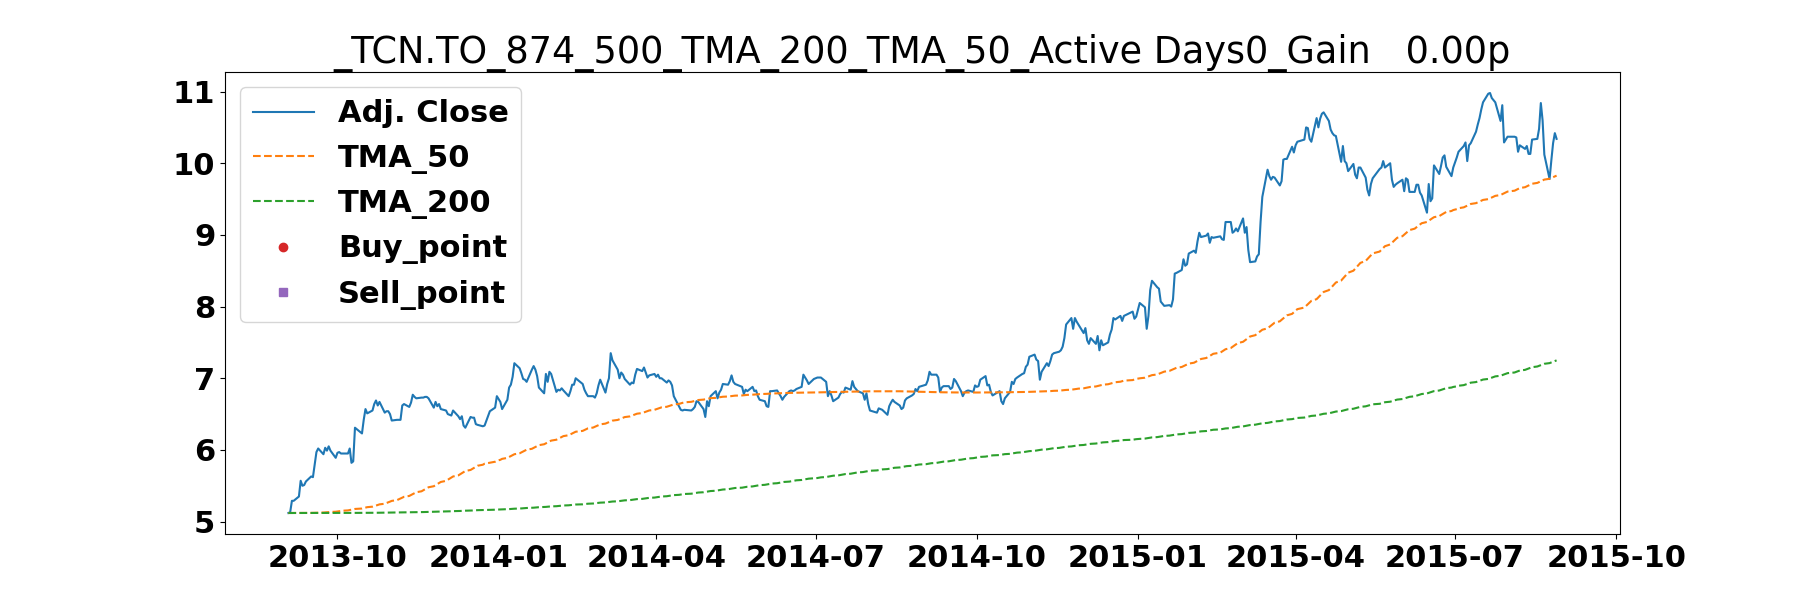 _TCN.TO_874_500_TMA_200_TMA_50_Active Days0_Gain   0.00p
11
10
9
8
7
6
5
Adj. Close
TMA_50
TMA_200
Buy_point
Sell_point
2013-10 2014-01 2014-04 2014-07 2014-10 2015-01 2015-04 2015-07 2015-10